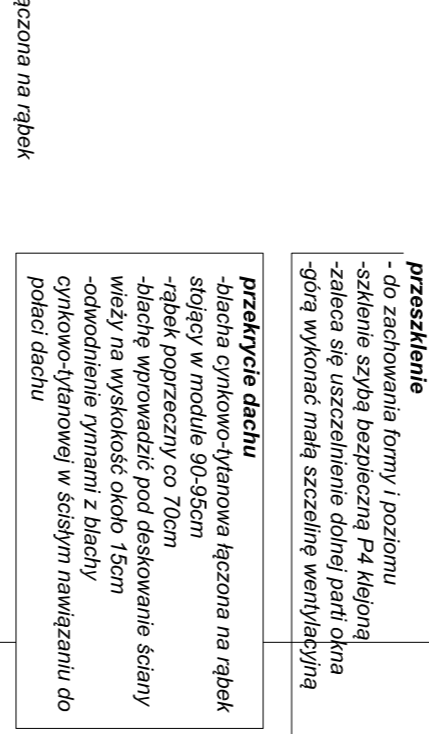 przeszklenie
- do zachowania formy i poziomu
-szklenie szybą bezpieczną P4 klejoną
-zaleca się uszczelnienie dolnej parti okna
-górą wykonać małą szczelinę wentylacyjną
przekrycie dachu
-blacha cynkowo-tytanowa łączona na rąbek
stojący w module 90-95cm
-rąbek poprzeczny co 70cm
-blachę wprowadzić pod deskowanie ściany
wieży na wyskokość około 15cm
-odwodnienie rynnami z blachy
cynkowo-tytanowej w ścisłym nawiązaniu do
połaci dachu
na rąbek